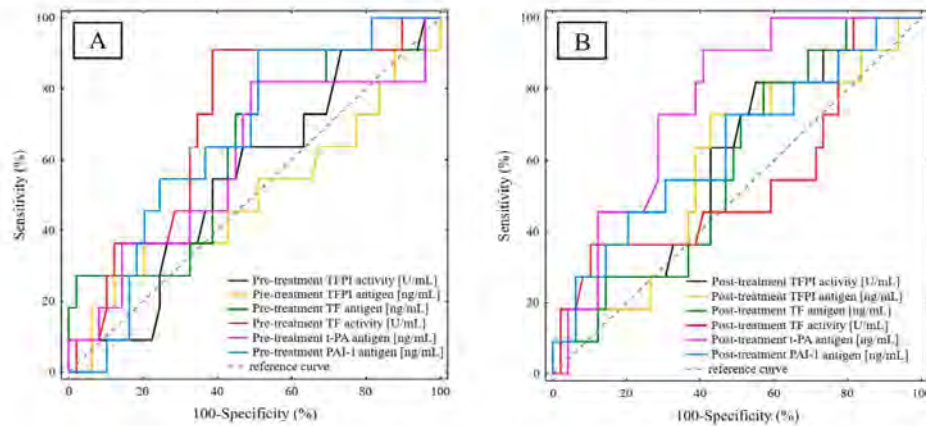 A
100
80
60
40
20
0
Sensitivity (%)
Pre-treatment TFPI activity [U/mL]
Pre-treatment TFPI antigen [ng/mL]
Pre-treatment TF antigen [ng/mL]
Pre-treatment TF activity [U/mL]
Pre-treatment t-PA antigen [ng/mL]
Pre-treatment PAI-1 antigen [ng/mL]
reference curve
0 20 40 60 80 100
100-Specificity (%)
B
100
80
60
40
20
0
Sensitivity (%)
Post-treatment TFPI activity [U/mL]
Post-treatment TFPI antigen [ng/mL]
Post-treatment TF antigen [ng/mL]
Post-treatment TF activity [U/mL]
Post-treatment t-PA antigen [ng/mL]
Post-treatment PAI-1 antigen [ng/mL]
reference curve
0 20 40 60 80 100
100-Specificity (%)